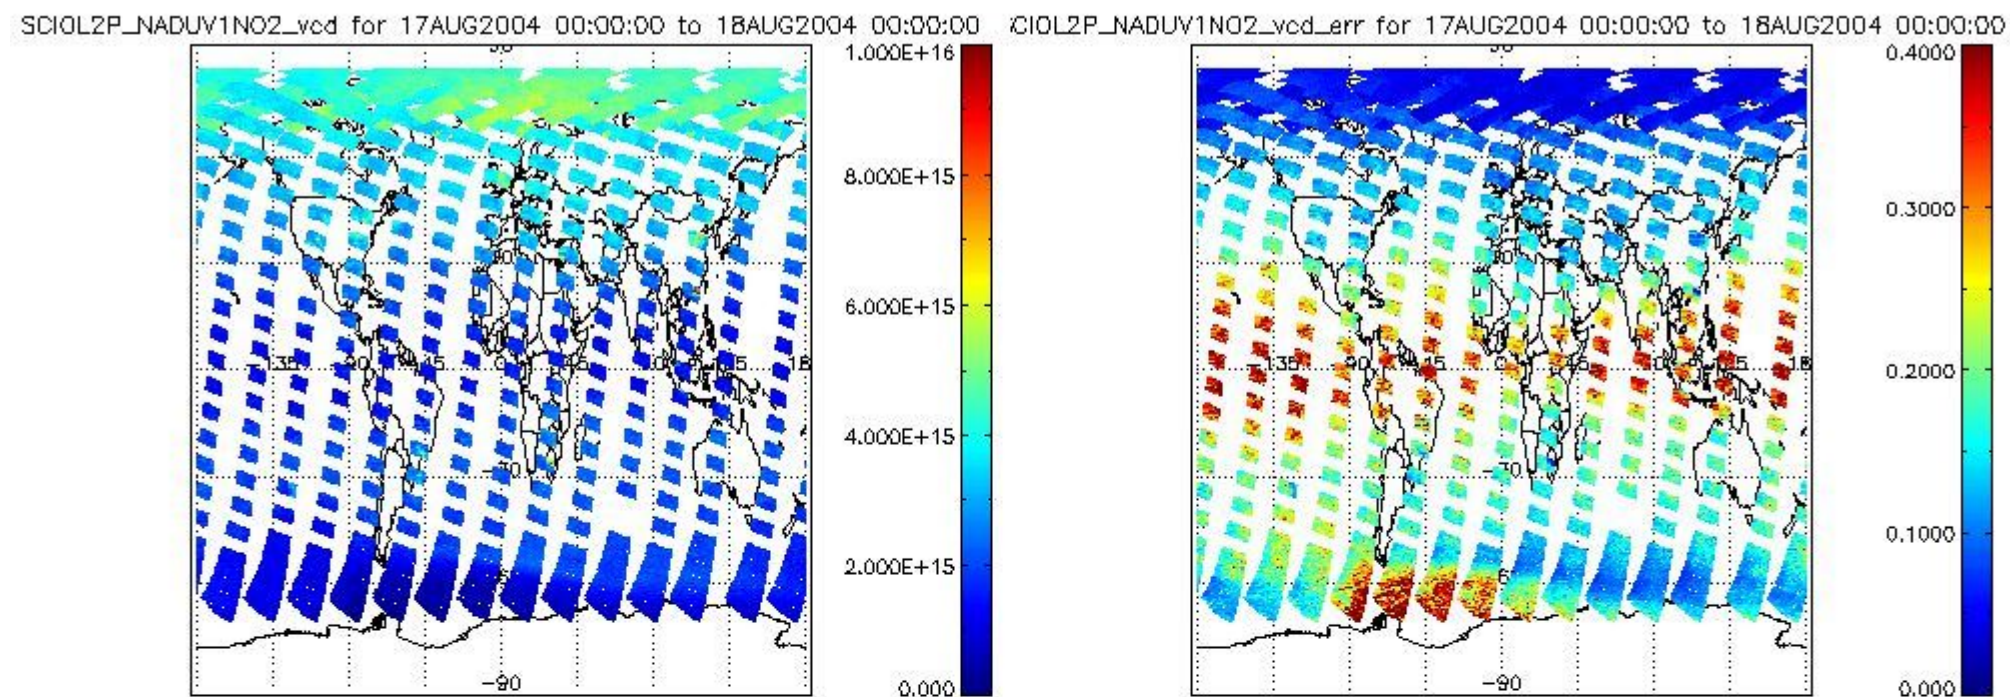 SCIOL2P_NADUV1NO2_vcd for 17AUG2004 00:00:00 to 18AUG2004 00:00:00
1.000E+16
8.000E+15
6.000E+15
4.000E+15
2.000E+15
0.000
-90
CIOL2P_NADUV1NO2_vcd_err for 17AUG2004 00:00:00 to 18AUG2004 00:00:00
0.4000
0.3000
0.2000
0.1000
0.000
-90